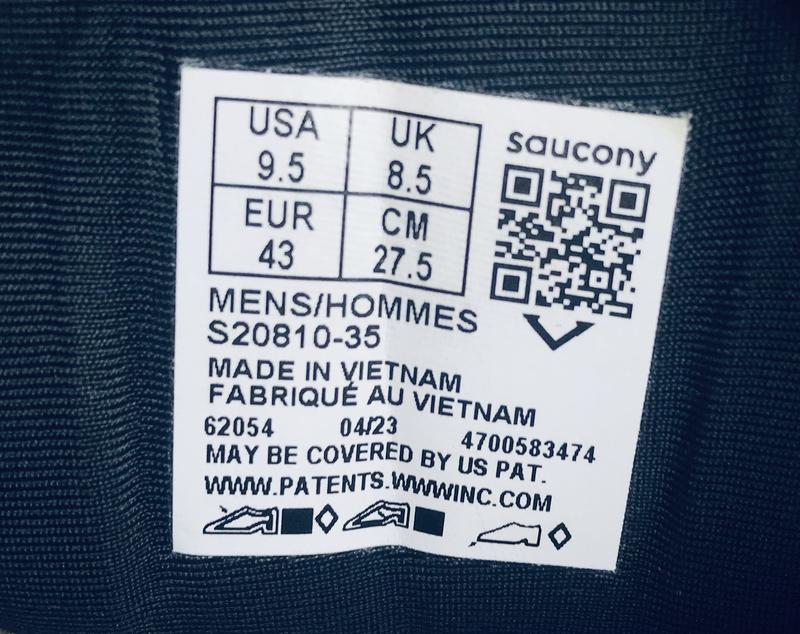 USA UK
9.5 8.5
EUR CM
43 27.5
saucony
MENS/HOMMES
S20810-35
MADE IN VIETNAM
FABRIQUÉ AU VIETNAM
62054 04/23 4700583474
MAY BE COVERED BY US PAT.
WWW.PATENTS.WWWINC.COM